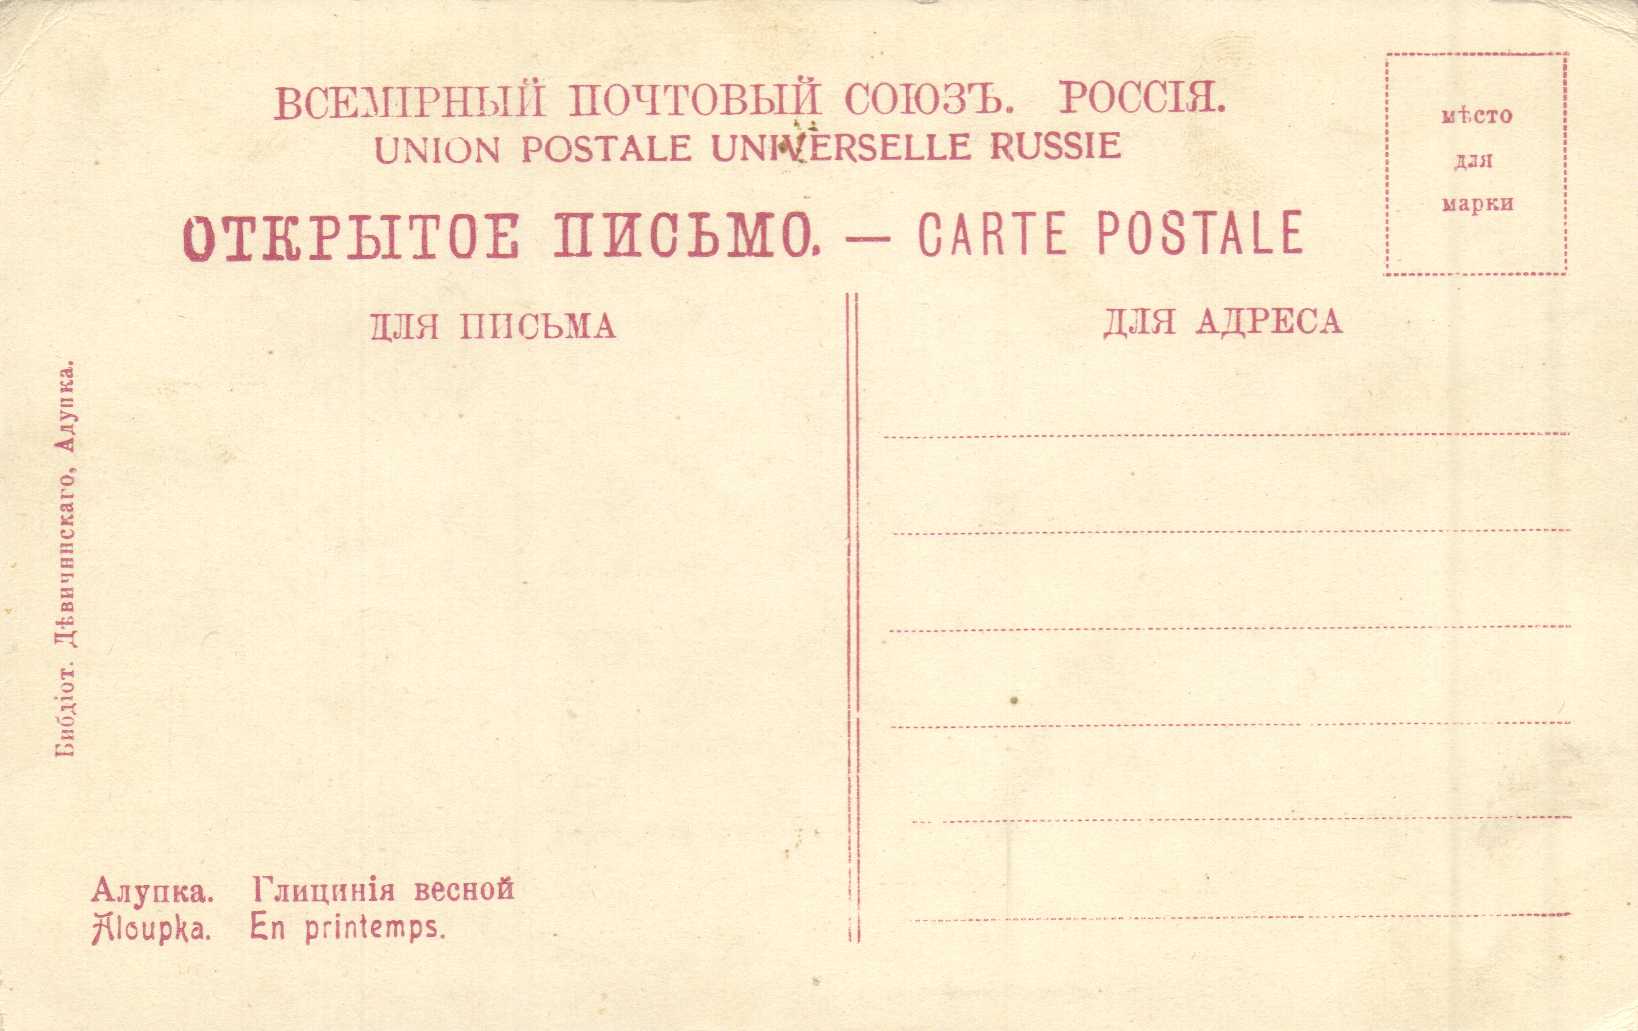 ВСЕМІРНЫЙ ПОЧТОВЫЙ СОЮЗЪ. РОССІЯ.
UNION POSTALE UNIVERSELLE RUSSIE
ОТКРЫТОЕ ПИСЬМО. — CARTE POSTALE
мѣсто
для
марки
ДЛЯ ПИСЬМА
ДЛЯ АДРЕСА
Библіот. Дѣвичинскаго, Алупка.
Алупка. Глицинія весной
Aloupka. En printemps.